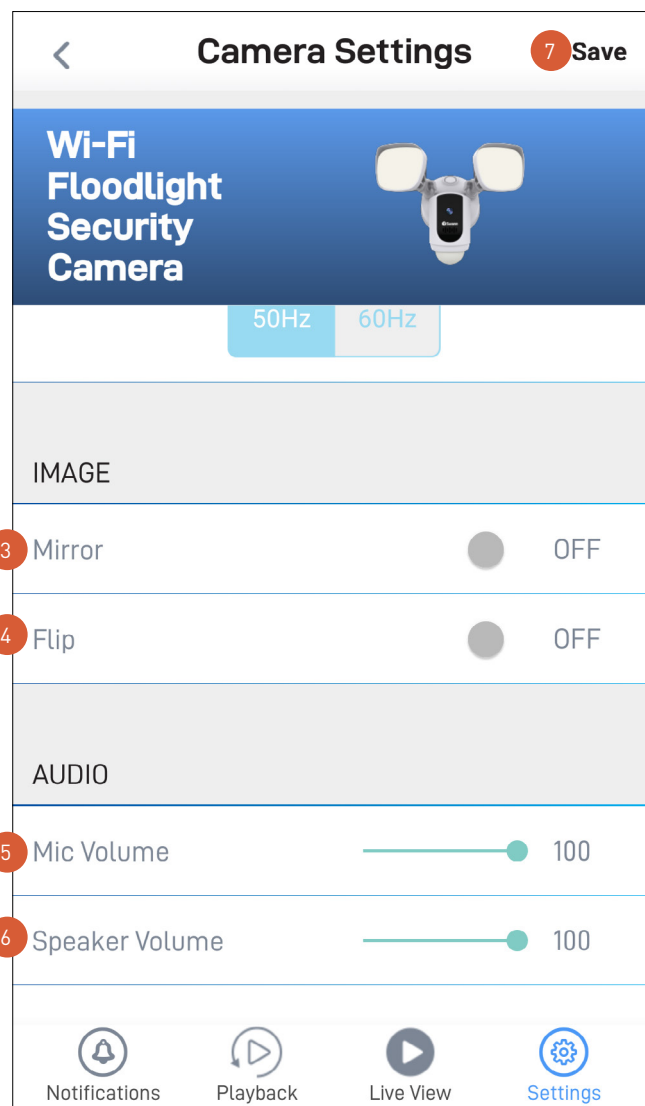 Camera Settings 7 Save
Wi-Fi
Floodlight
Security
Camera
50Hz 60Hz
IMAGE
3 Mirror OFF
4 Flip OFF
AUDIO
5 Mic Volume 100
6 Speaker Volume 100
Notifications Playback Live View Settings